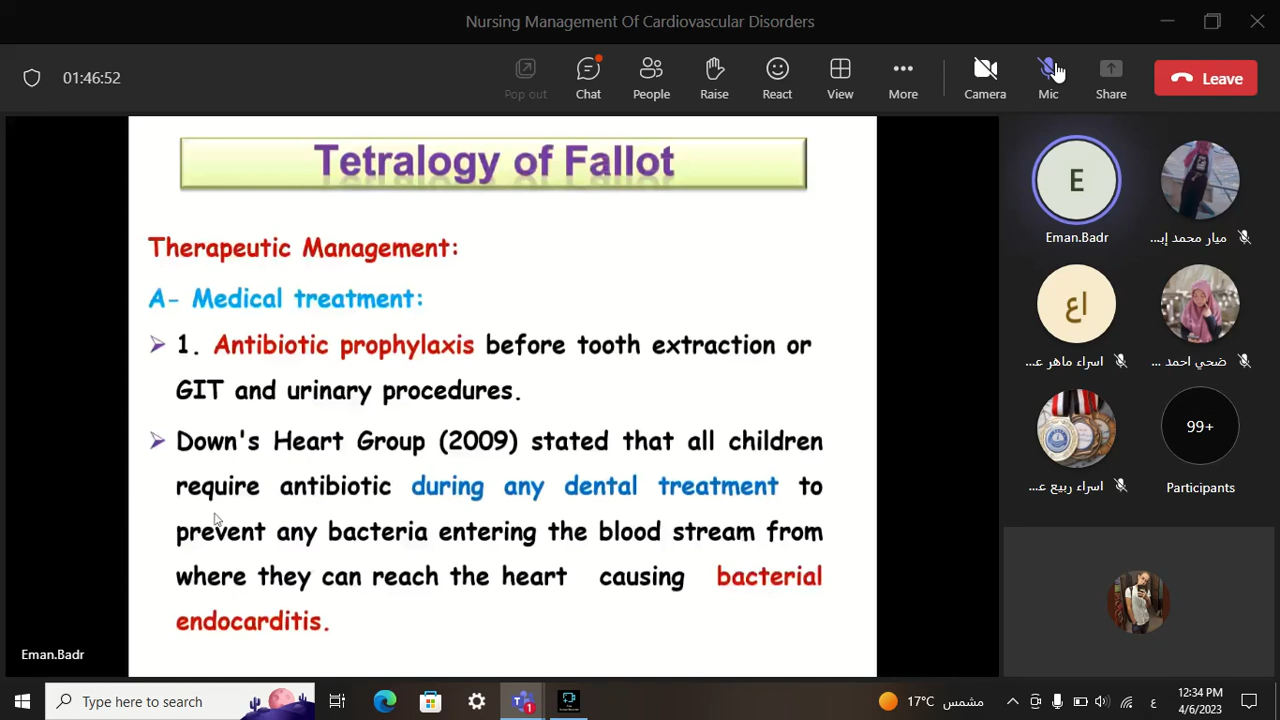 Nursing Management Of Cardiovascular Disorders
01:46:52
Pop out
Chat
People
Raise
React
View
More
Camera
Mic
Share
Leave
Tetralogy of Fallot
Therapeutic Management:
A- Medical treatment:
1. Antibiotic prophylaxis before tooth extraction or
GIT and urinary procedures.
Down's Heart Group (2009) stated that all children
require antibiotic during any dental treatment to
prevent any bacteria entering the blood stream from
where they can reach the heart causing bacterial
endocarditis.
Eman.Badr
E
Eman.Badr
ميار محمد إب...
اع
اسراء ماهر ع...
ضحي احمد ...
اسراء ربيع ع...
99+
Participants
Type here to search
1
17°C مشمس
ع
12:34 PM
4/6/2023